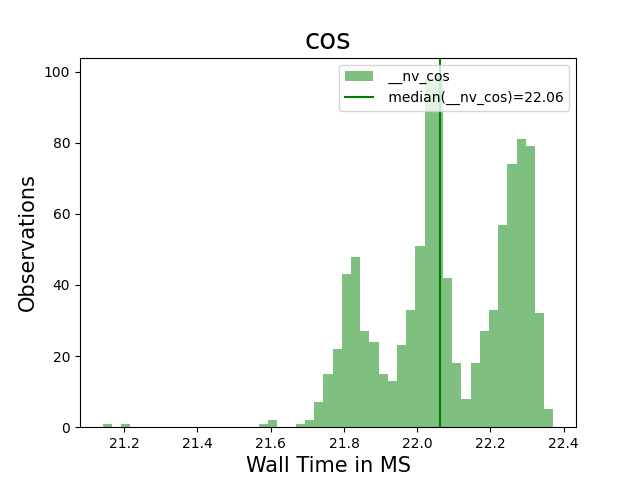 cos
__nv_cos
median(__nv_cos)=22.06
100
80
60
40
20
0
Observations
21.2 21.4 21.6 21.8 22.0 22.2 22.4
Wall Time in MS